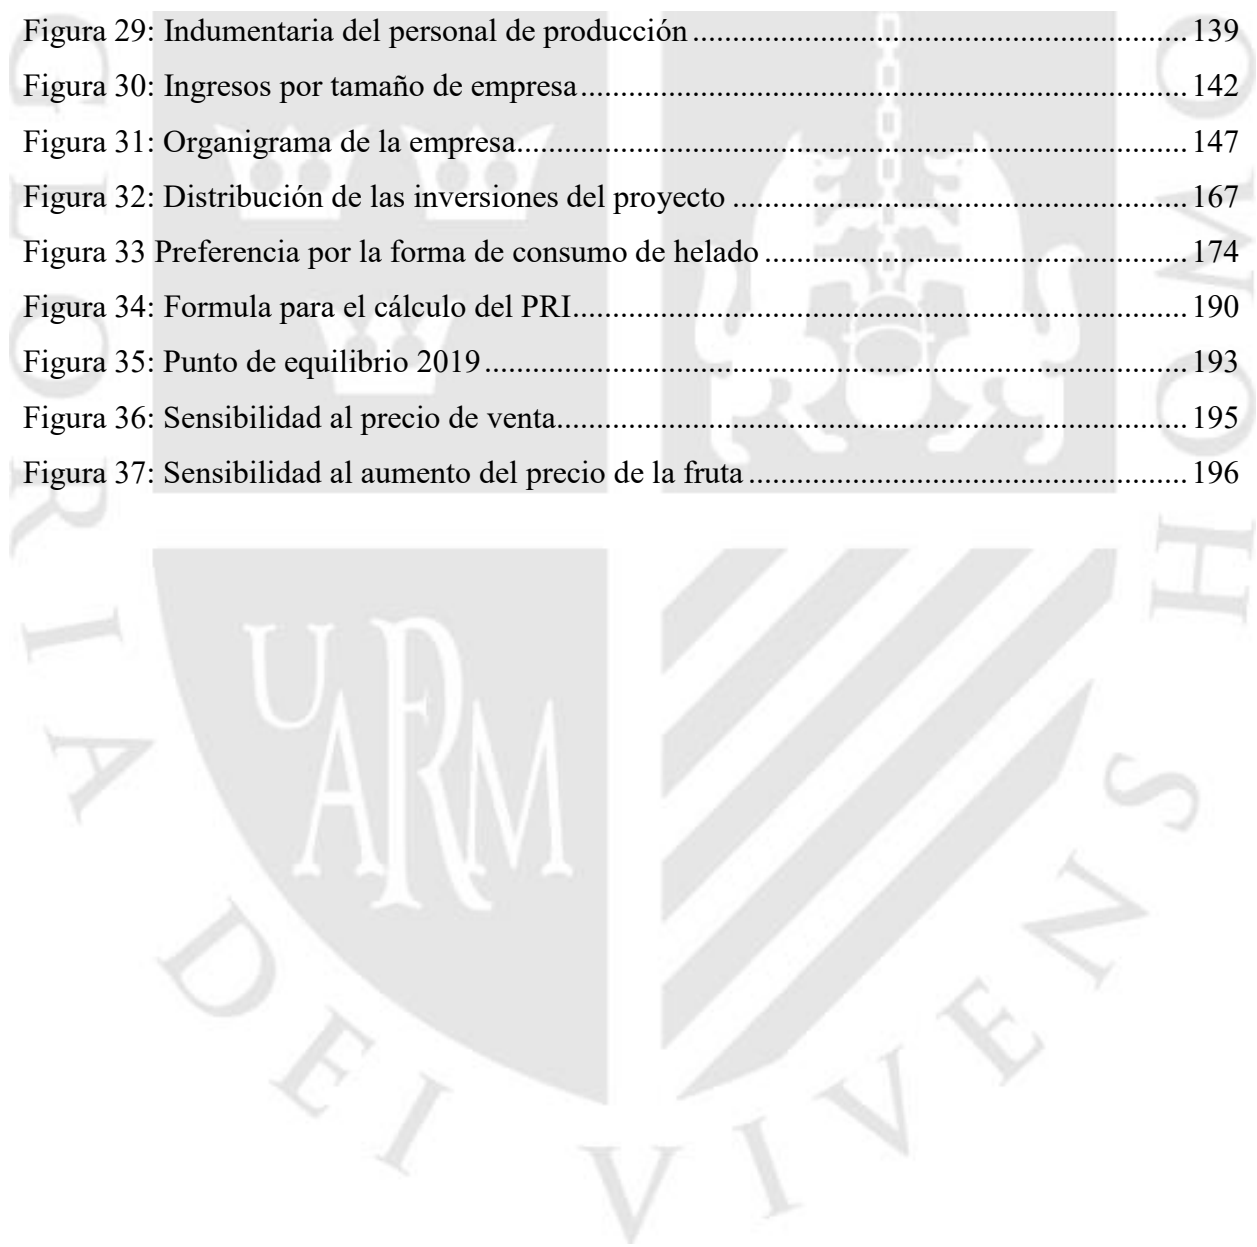 Figura 29: Indumentaria del personal de producción.............................................................. 139
Figura 30: Ingresos por tamaño de empresa............................................................................ 142
Figura 31: Organigrama de la empresa.................................................................................... 147
Figura 32: Distribución de las inversiones del proyecto ......................................................... 167
Figura 33 Preferencia por la forma de consumo de helado ..................................................... 174
Figura 34: Formula para el cálculo del PRI............................................................................. 190
Figura 35: Punto de equilibrio 2019........................................................................................ 193
Figura 36: Sensibilidad al precio de venta............................................................................... 195
Figura 37: Sensibilidad al aumento del precio de la fruta ....................................................... 196
GLORIA DEI VIVENS HOMO
UARM